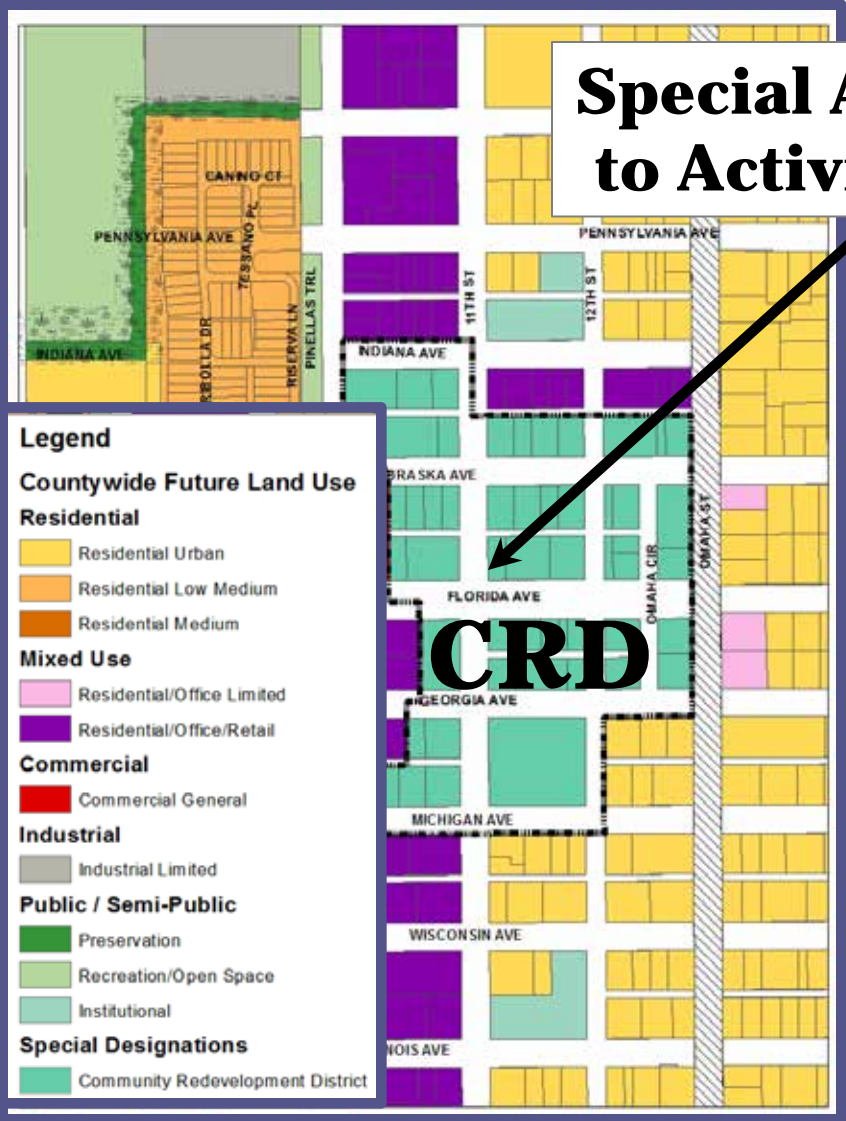 Special A
to Activi
CANINO CT
PENNSYLVANIA AVE
TESSANO PL
PENNSYLVANIA AVE
11TH ST
12TH ST
PINELLAS TRL
RISERVA LN
RBOLLA DR
INDIANA AVE
INDIANA AVE
BRASKA AVE
OMAHA ST
OMAHA CIR
FLORIDA AVE
CRD
GEORGIA AVE
MICHIGAN AVE
WISCONSIN AVE
NOIS AVE
Legend
Countywide Future Land Use
Residential
Residential Urban
Residential Low Medium
Residential Medium
Mixed Use
Residential/Office Limited
Residential/Office/Retail
Commercial
Commercial General
Industrial
Industrial Limited
Public / Semi-Public
Preservation
Recreation/Open Space
Institutional
Special Designations
Community Redevelopment District